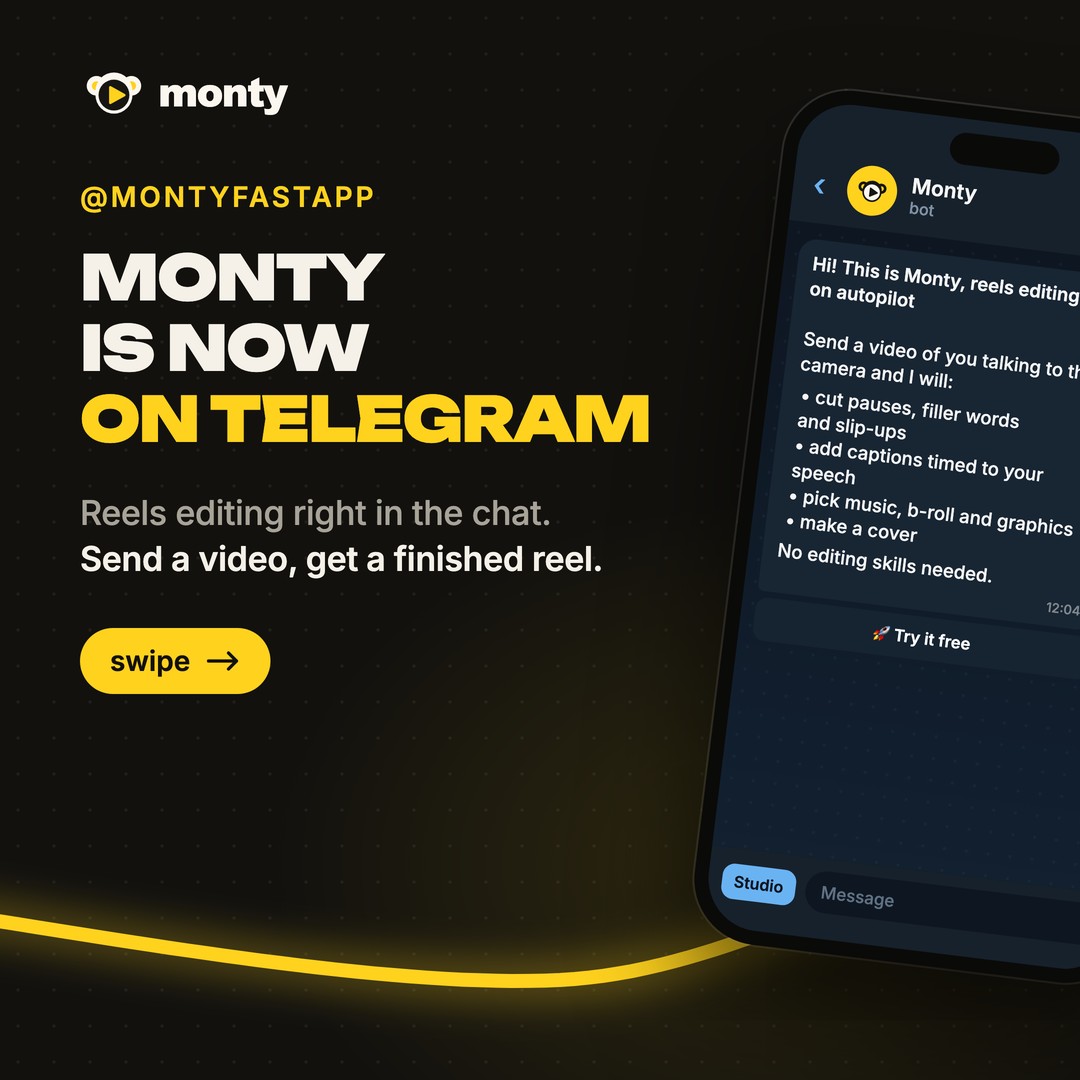 monty
@MONTYFASTAPP
MONTY
IS NOW
ON TELEGRAM
Reels editing right in the chat.
Send a video, get a finished reel.
swipe →
Monty
bot
Hi! This is Monty, reels editing
on autopilot
Send a video of you talking to
camera and I will:
• cut pauses, filler words
and slip-ups
• add captions timed to your
speech
• pick music, b-roll and graphics
• make a cover
No editing skills needed.
12:04
🚀 Try it free
Studio
Message